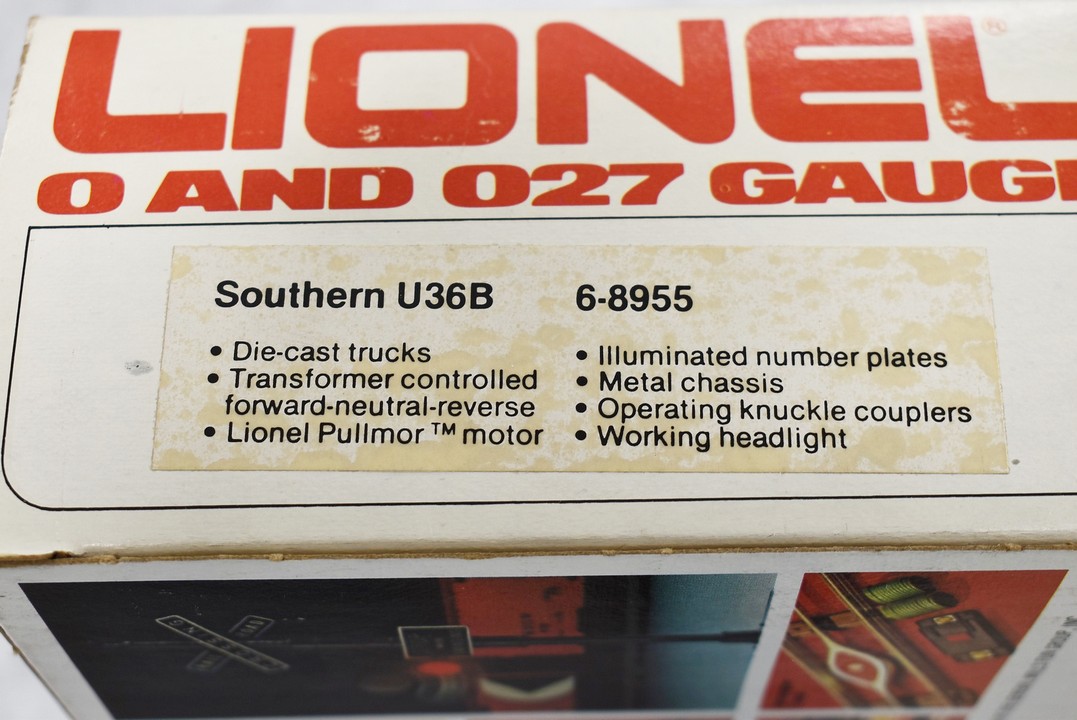 LIONEL®
O AND O27 GAUG
Southern U36B 6-8955
• Die-cast trucks
• Transformer controlled
forward-neutral-reverse
• Lionel Pullmor™ motor
• Illuminated number plates
• Metal chassis
• Operating knuckle couplers
• Working headlight